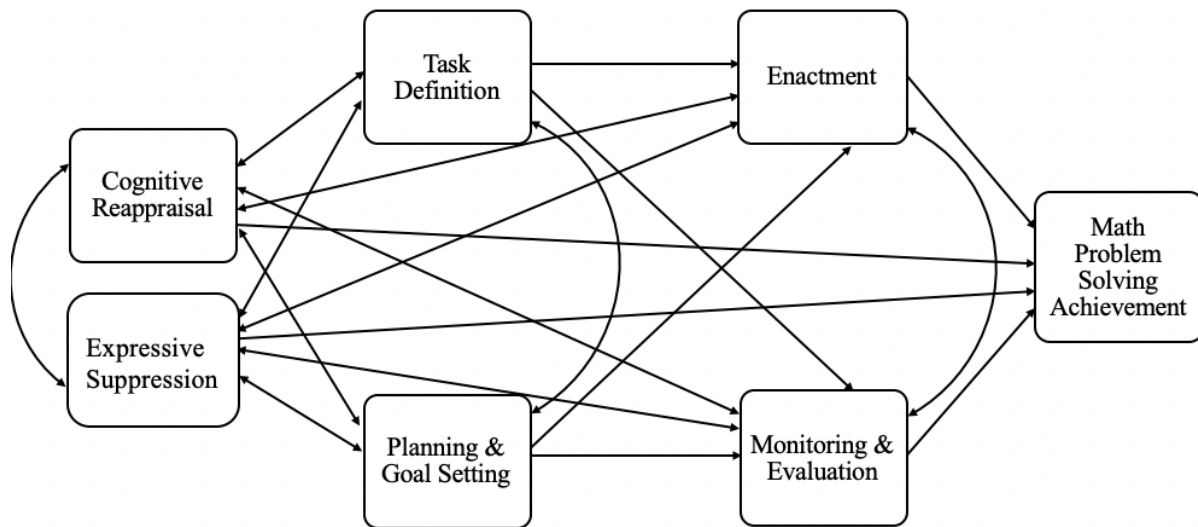 Task
Definition
Enactment
Cognitive
Reappraisal
Math
Problem
Solving
Achievement
Expressive
Suppression
Planning &
Goal Setting
Monitoring &
Evaluation